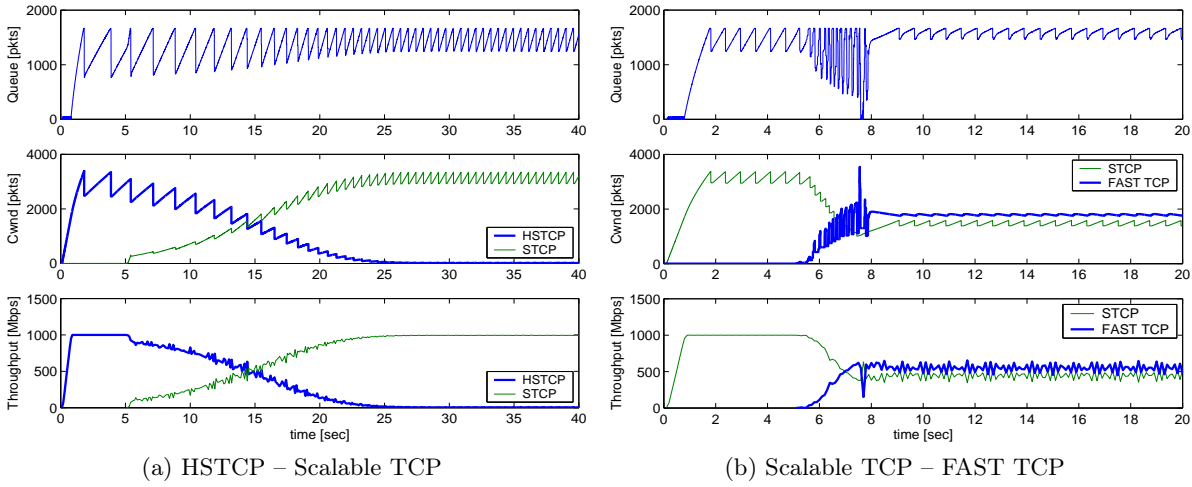 Queue [pkts]
2000
1000
0
0 5 10 15 20 25 30 35 40
Cwnd [pkts]
4000
2000
0
HSTCP
STCP
0 5 10 15 20 25 30 35 40
Throughput [Mbps]
1500
1000
500
0
HSTCP
STCP
0 5 10 15 20 25 30 35 40
time [sec]
(a) HSTCP – Scalable TCP
Queue [pkts]
2000
1000
0
0 2 4 6 8 10 12 14 16 18 20
Cwnd [pkts]
4000
2000
0
STCP
FAST TCP
0 2 4 6 8 10 12 14 16 18 20
Throughput [Mbps]
1500
1000
500
0
STCP
FAST TCP
0 2 4 6 8 10 12 14 16 18 20
time [sec]
(b) Scalable TCP – FAST TCP